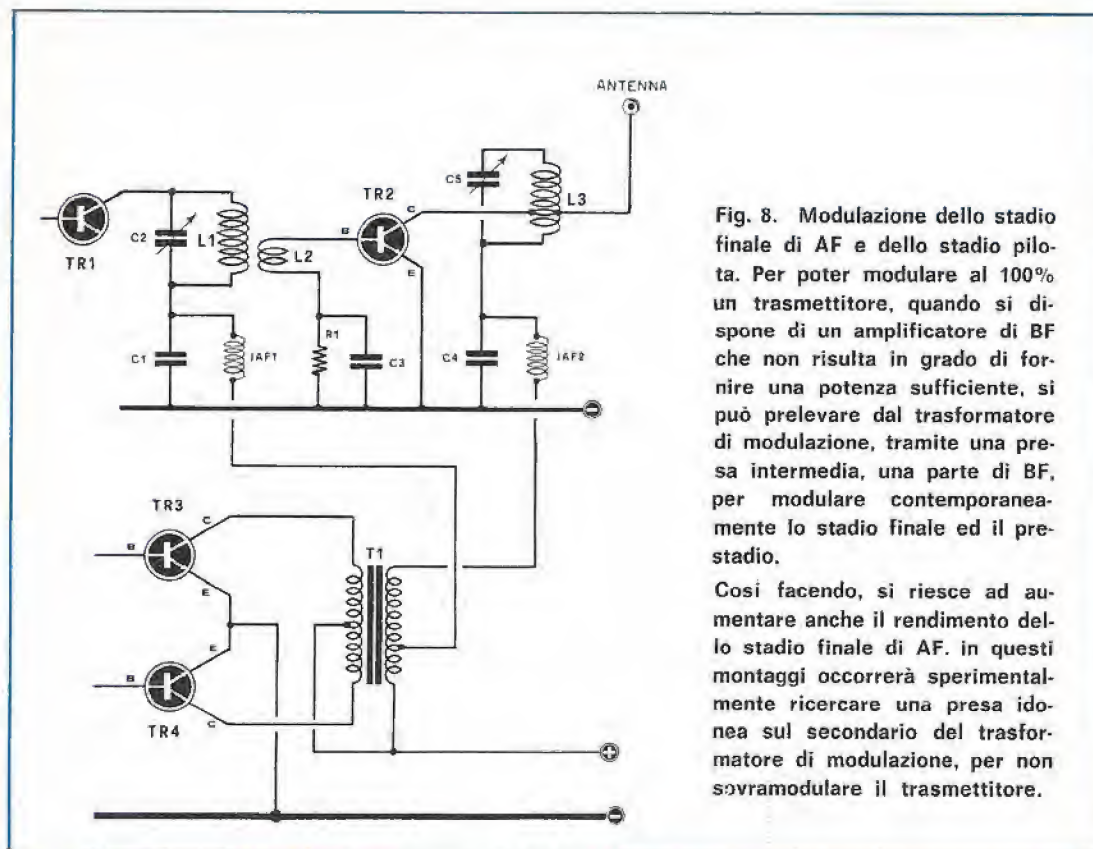 ANTENNA
C5
L3
TR2
C
B
E
TR1
C2
L1
L2
C1
JAF1
R1
C3
C4
JAF2
TR3
C
B
E
T1
E
B
C
TR4
Fig. 8. Modulazione dello stadio
finale di AF e dello stadio pilo-
ta. Per poter modulare al 100%
un trasmettitore, quando si di-
spone di un amplificatore di BF
che non risulta in grado di for-
nire una potenza sufficiente, si
può prelevare dal trasformatore
di modulazione, tramite una pre-
sa intermedia, una parte di BF,
per modulare contemporanea-
mente lo stadio finale ed il pre-
stadio.
Così facendo, si riesce ad au-
mentare anche il rendimento del-
lo stadio finale di AF. in questi
montaggi occorrerà sperimental-
mente ricercare una presa ido-
nea sul secondario del trasfor-
matore di modulazione, per non
sovramodulare il trasmettitore.